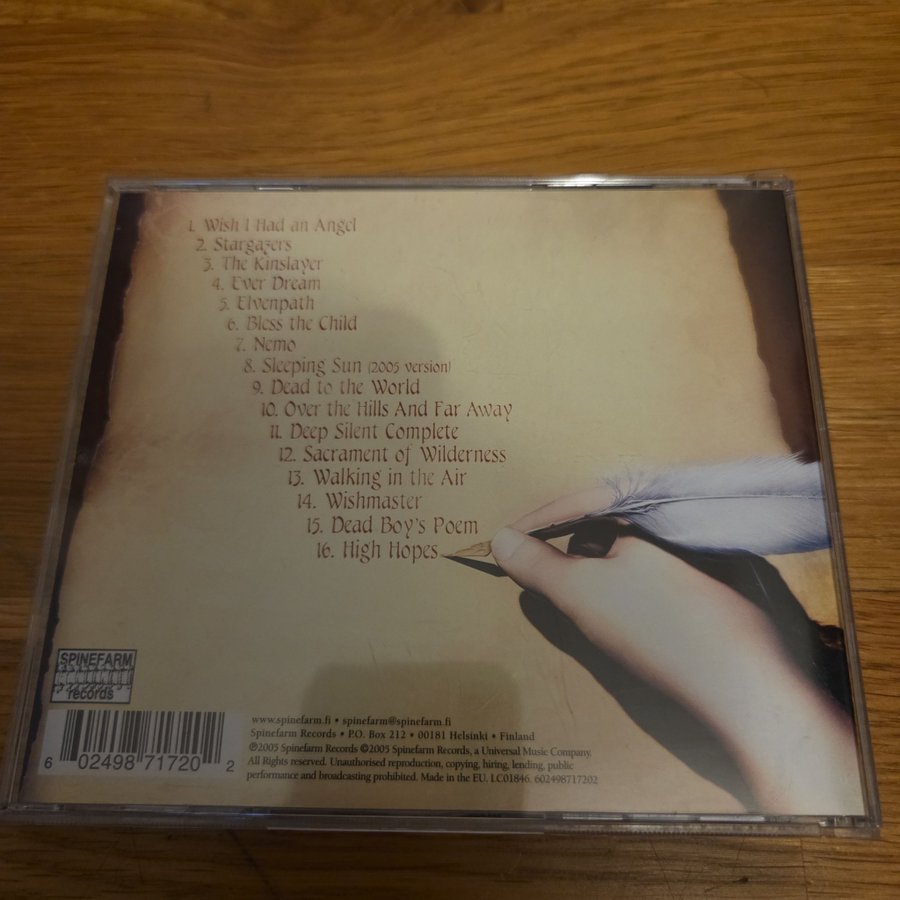 1. Wish I Had an Angel
2. Stargazers
3. The Kinslayer
4. Ever Dream
5. Elvenpath
6. Bless the Child
7. Nemo
8. Sleeping Sun (2005 version)
9. Dead to the World
10. Over the Hills And Far Away
11. Deep Silent Complete
12. Sacrament of Wilderness
13. Walking in the Air
14. Wishmaster
15. Dead Boy's Poem
16. High Hopes
SPINEFARM
records
6 02498 71720 2
www.spinefarm.fi • spinefarm@spinefarm.fi
Spinefarm Records • P.O. Box 212 • 00181 Helsinki • Finland
℗2005 Spinefarm Records ©2005 Spinefarm Records, a Universal Music Company.
All Rights reserved. Unauthorised reproduction, copying, hiring, lending, public
performance and broadcasting prohibited. Made in the EU. LC01846. 602498717202